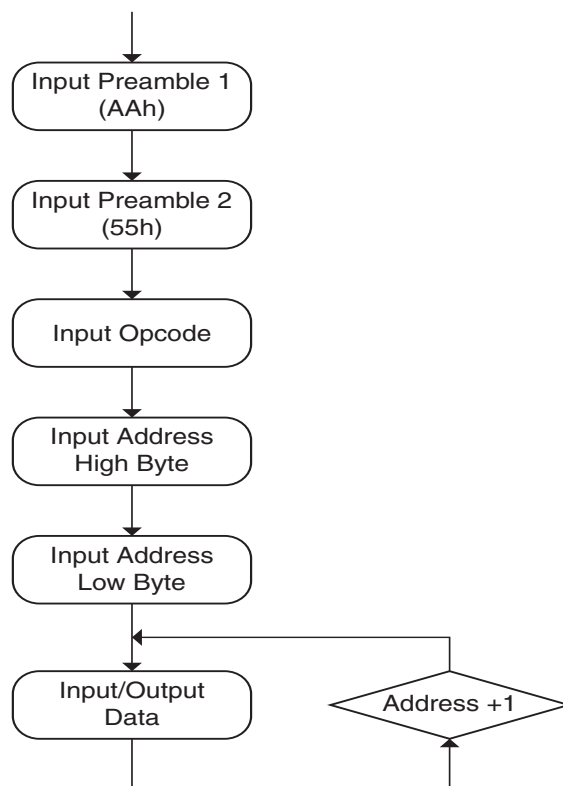 Input Preamble 1
(AAh)
Input Preamble 2
(55h)
Input Opcode
Input Address
High Byte
Input Address
Low Byte
Input/Output
Data
Address +1